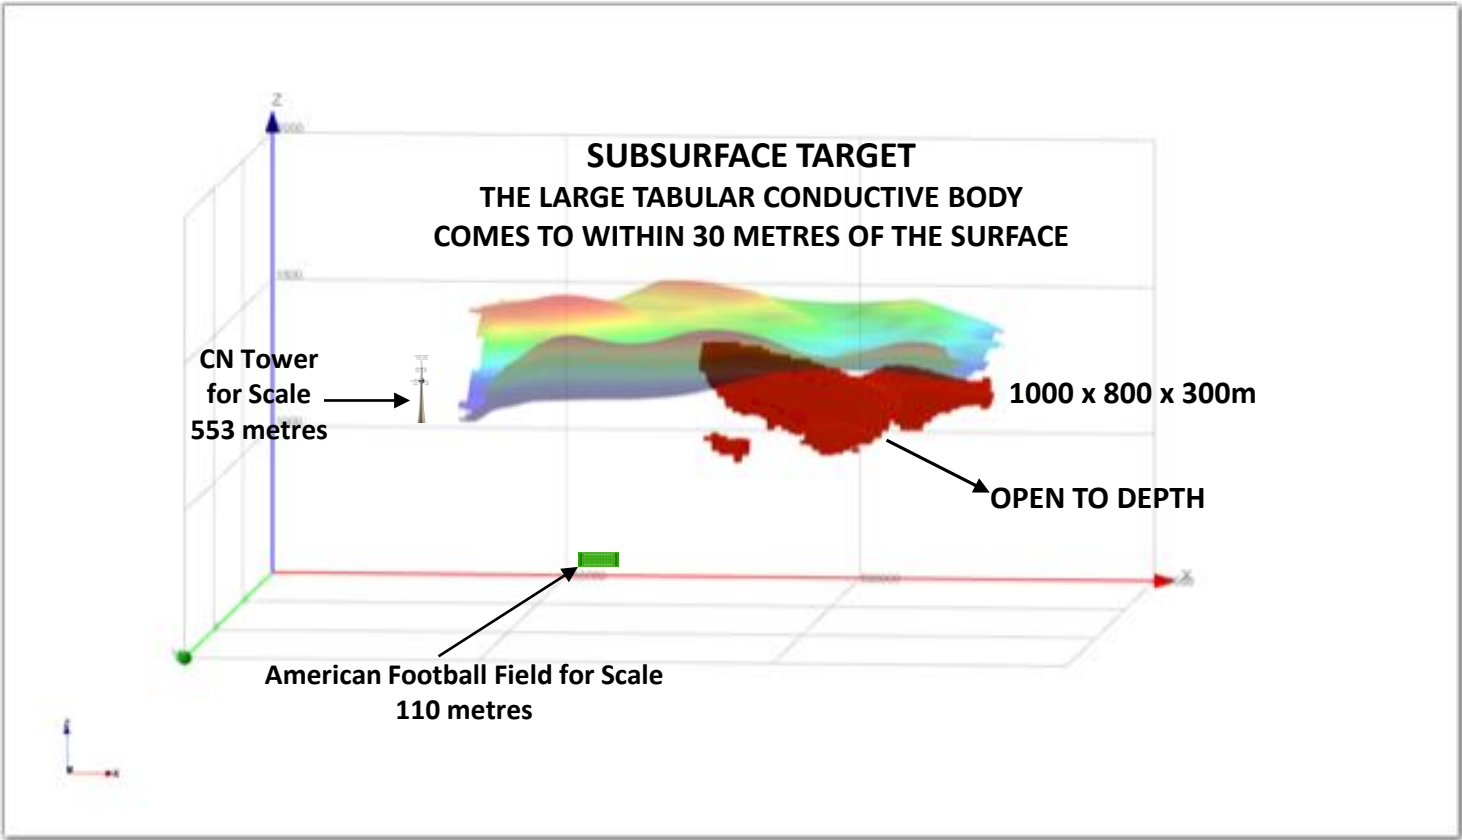 Z
SUBSURFACE TARGET
THE LARGE TABULAR CONDUCTIVE BODY
COMES TO WITHIN 30 METRES OF THE SURFACE
CN Tower
for Scale
553 metres
1000 x 800 x 300m
OPEN TO DEPTH
X
American Football Field for Scale
110 metres